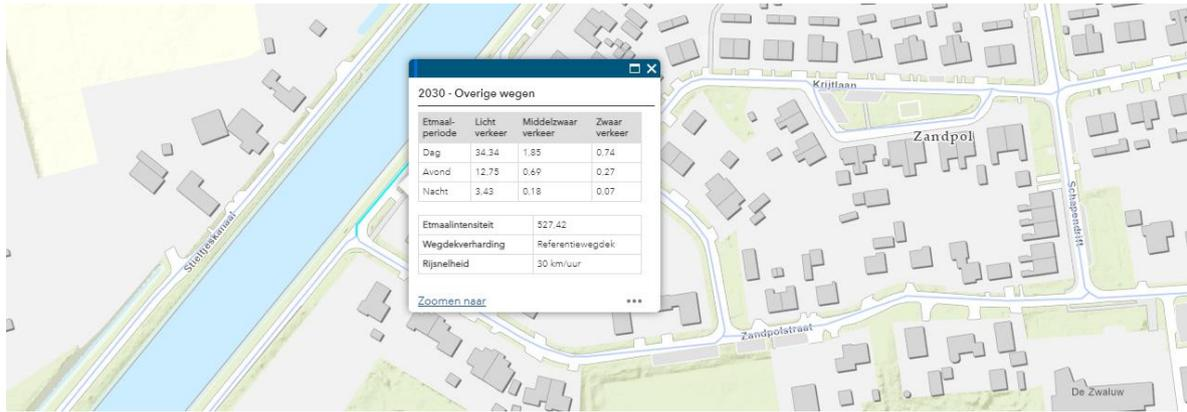 2030 - Overige wegen
Etmaal-
periode
Licht
verkeer
Middelzwaar
verkeer
Zwaar
verkeer
Dag 34,34 1,85 0,74
Avond 12,75 0,69 0,27
Nacht 3,43 0,18 0,07
Etmaalintensiteit 527,42
Wegdekverharding Referentiewegdek
Rijsnelheid 30 km/uur
Zoomen naar
Krijtlaan
Zandpol
Schapendrift
Stieltjeskanaal
Zandpolstraat
De Zwaluw